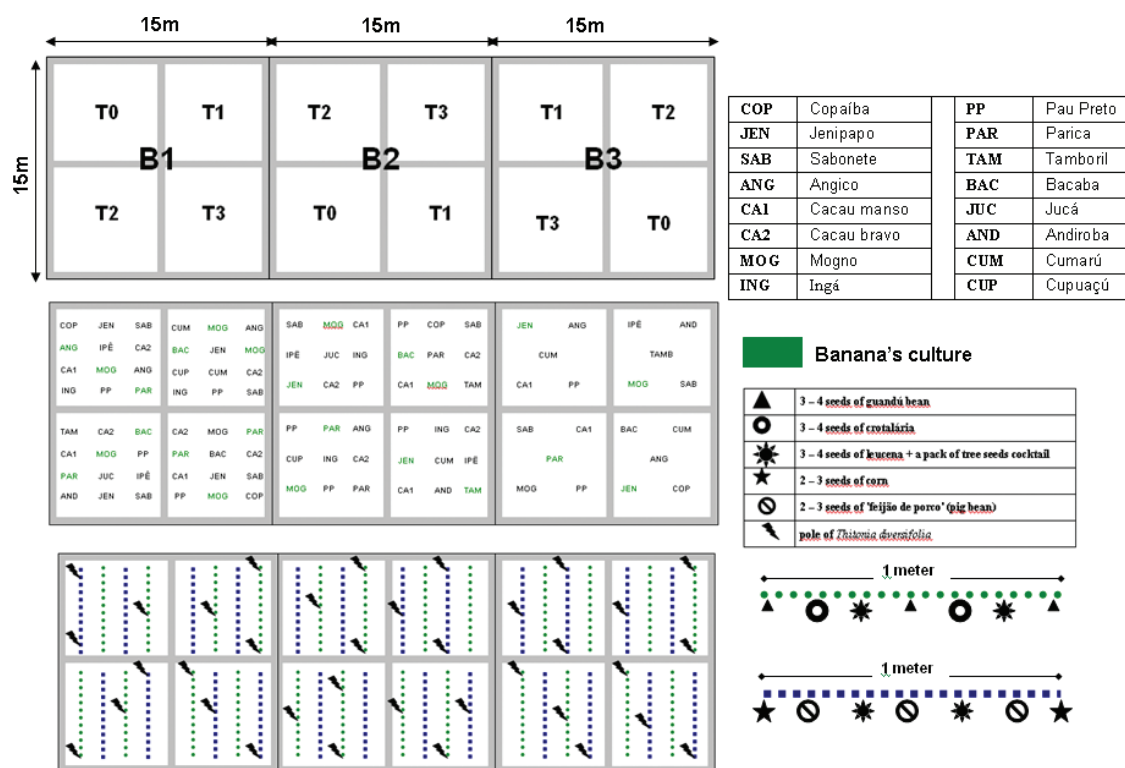 15m 15m 15m
15m
T0 T1 T2 T3 T1 T2
B1 B2 B3
T2 T3 T0 T1 T3 T0
COP Copaíba PP Pau Preto
JEN Jenipapo PAR Parica
SAB Sabonete TAM Tamboril
ANG Angico BAC Bacaba
CA1 Cacau manso JUC Jucá
CA2 Cacau bravo AND Andiroba
MOG Mogno CUM Cumarú
ING Ingá CUP Cupuaçú
COP JEN SAB
ANG IPÊ CA2
CA1 MOG ANG
ING PP PAR
CUM MOG ANG
BAC JEN MOG
CUP CUM CA2
ING PP SAB
SAB MOG CA1
IPÊ JUC ING
JEN CA2 PP
PP COP SAB
BAC PAR CA2
CA1 MOG TAM
JEN ANG
CUM
CA1 PP
IPÊ AND
TAMB
MOG SAB
TAM CA2 BAC
CA1 MOG PP
PAR JUC IPÊ
AND JEN SAB
CA2 MOG PAR
PAR BAC CA2
CA1 ANG SAB
PP MOG COP
PP PAR ANG
CUP ING CA2
MOG PP PAR
PP ING CA2
JEN CUM IPÊ
CA1 AND TAM
SAB CA1
PAR
MOG PP
BAC CUM
ANG
JEN COP
Banana's culture
3 – 4 seeds of guandú bean
3 – 4 seeds of crotalária
3 – 4 seeds of leucena + a pack of tree seeds cocktail
2 – 3 seeds of corn
2 – 3 seeds of 'feijão de porco' (pig bean)
pole of Thitonia diversifolia
1 meter
1 meter